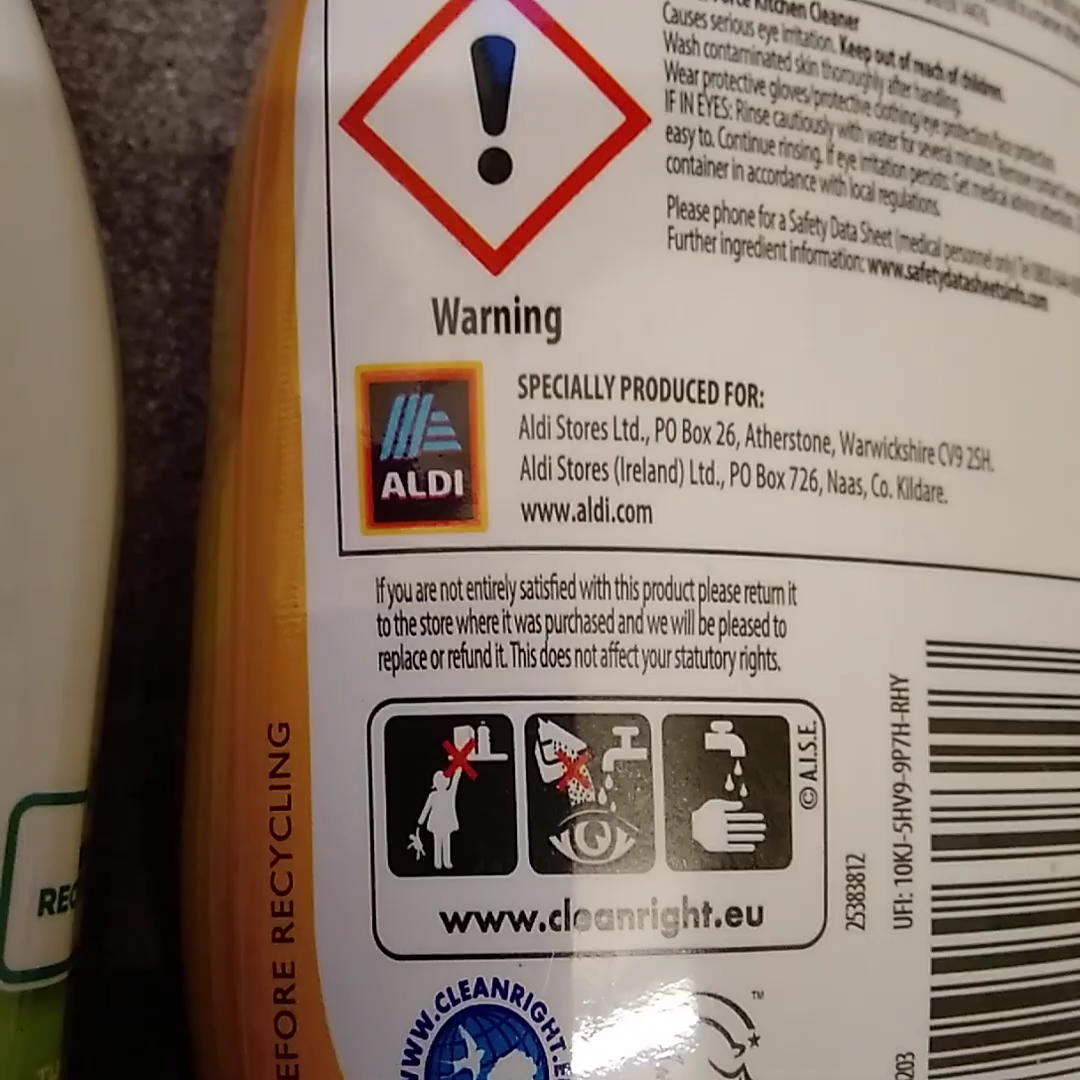 Kitchen Cleaner
Causes serious eye irritation. Keep out of reach of children.
Wash contaminated skin thoroughly after handling.
Wear protective gloves/protective clothing/eye protection/face protection.
IF IN EYES: Rinse cautiously with water for several minutes. Remove contact
easy to. Continue rinsing. If eye irritation persists: Get medical advice/attention.
container in accordance with local regulations.
Please phone for a Safety Data Sheet (medical personnel only) Tel
Further ingredient information: www.safetydatasheetsinfo.com
Warning
ALDI
SPECIALLY PRODUCED FOR:
Aldi Stores Ltd., PO Box 26, Atherstone, Warwickshire CV9 2SH.
Aldi Stores (Ireland) Ltd., PO Box 726, Naas, Co. Kildare.
www.aldi.com
If you are not entirely satisfied with this product please return it
to the store where it was purchased and we will be pleased to
replace or refund it. This does not affect your statutory rights.
© A.I.S.E.
www.cleanright.eu
25383812
UFI: 10KJ-5HV9-9P7H-RHY
203
EFORE RECYCLING
REC
WWW.CLEANRIGHT.E
TM